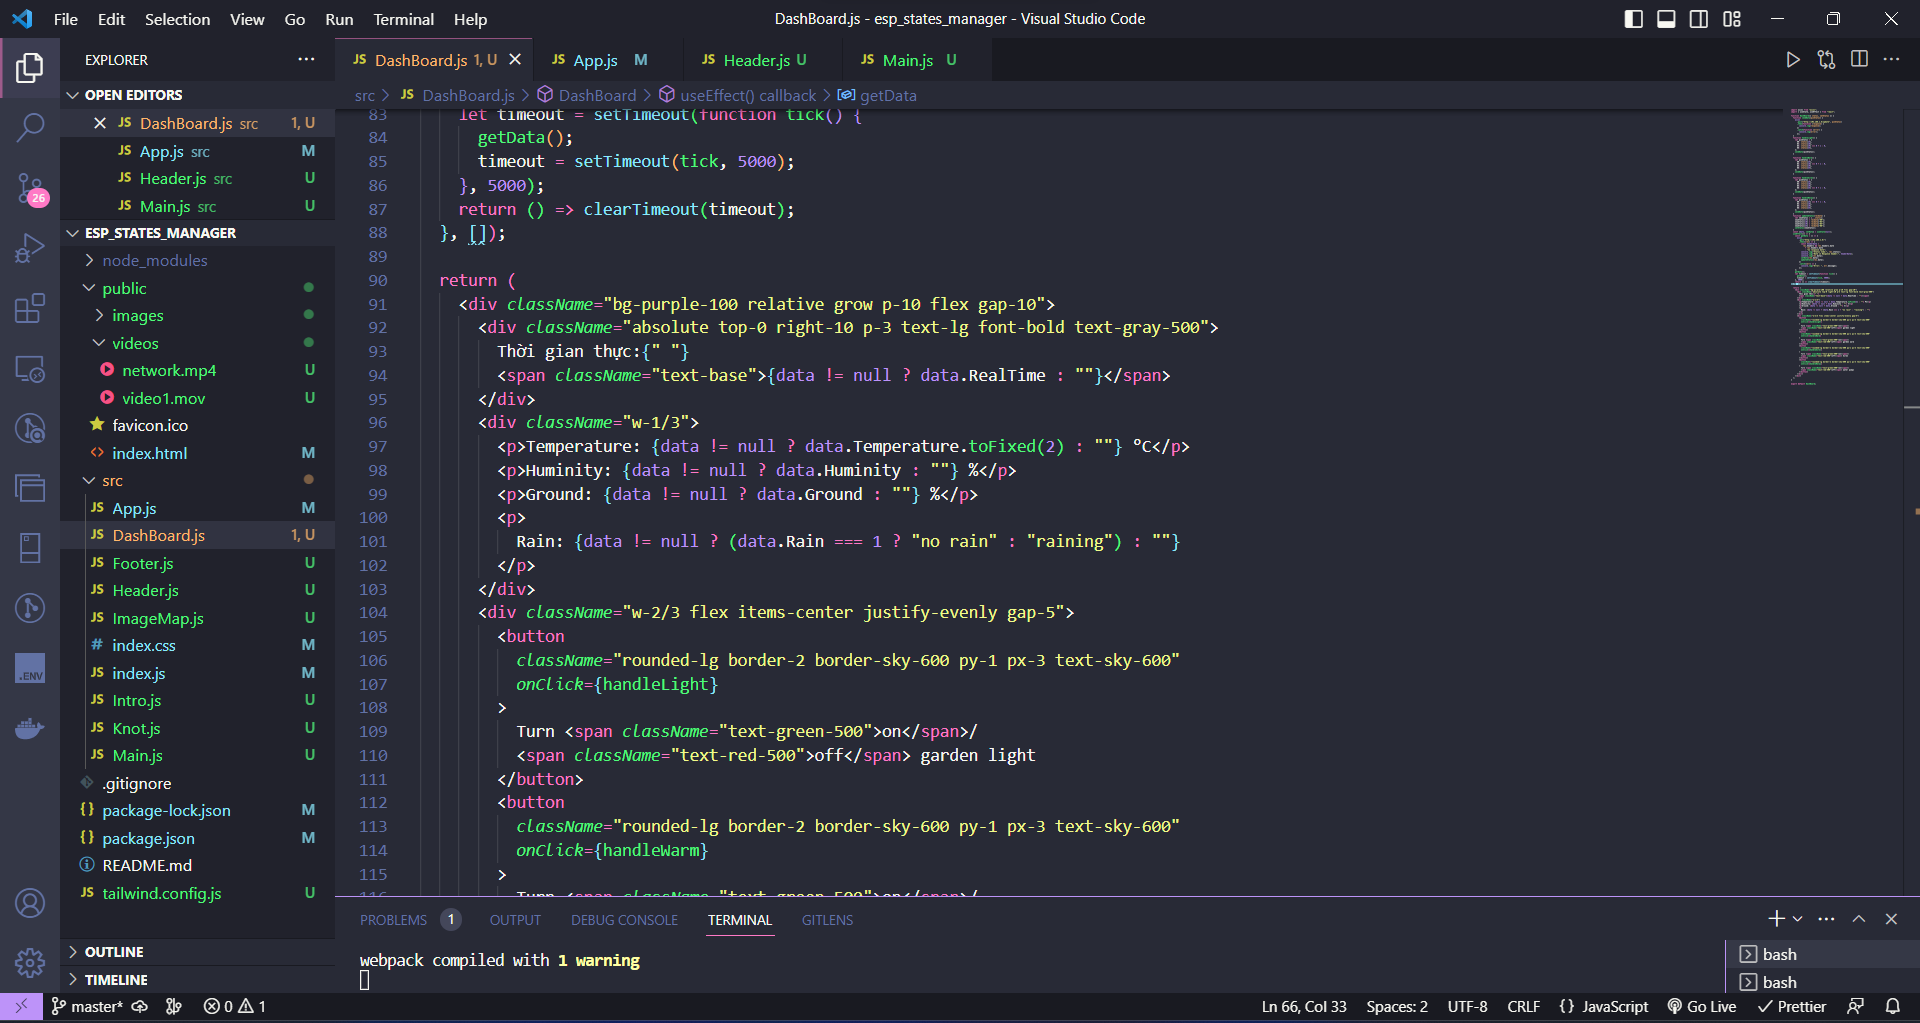 File Edit Selection View Go Run Terminal Help
DashBoard.js - esp_states_manager - Visual Studio Code
EXPLORER
JS DashBoard.js 1, U
JS App.js M
JS Header.js U
JS Main.js U
OPEN EDITORS
JS DashBoard.js src 1, U
JS App.js src M
JS Header.js src U
JS Main.js src U
26
ESP_STATES_MANAGER
node_modules
public
images
videos
network.mp4 U
video1.mov U
favicon.ico
index.html M
src
JS App.js M
JS DashBoard.js 1, U
JS Footer.js U
JS Header.js U
JS ImageMap.js U
# index.css M
JS index.js M
JS Intro.js U
JS Knot.js U
JS Main.js U
.gitignore
{} package-lock.json M
{} package.json M
README.md
JS tailwind.config.js U
.ENV
OUTLINE
TIMELINE
src > JS DashBoard.js > DashBoard > useEffect() callback > getData
83 let timeout = setTimeout(function tick() {
84 getData();
85 timeout = setTimeout(tick, 5000);
86 }, 5000);
87 return () => clearTimeout(timeout);
88 }, []);
89
90 return (
91 <div className="bg-purple-100 relative grow p-10 flex gap-10">
92 <div className="absolute top-0 right-10 p-3 text-lg font-bold text-gray-500">
93 Thời gian thực:{" "}
94 <span className="text-base">{data != null ? data.RealTime : ""}</span>
95 </div>
96 <div className="w-1/3">
97 <p>Temperature: {data != null ? data.Temperature.toFixed(2) : ""} °C</p>
98 <p>Huminity: {data != null ? data.Huminity : ""} %</p>
99 <p>Ground: {data != null ? data.Ground : ""} %</p>
100 <p>
101 Rain: {data != null ? (data.Rain === 1 ? "no rain" : "raining") : ""}
102 </p>
103 </div>
104 <div className="w-2/3 flex items-center justify-evenly gap-5">
105 <button
106 className="rounded-lg border-2 border-sky-600 py-1 px-3 text-sky-600"
107 onClick={handleLight}
108 >
109 Turn <span className="text-green-500">on</span>/
110 <span className="text-red-500">off</span> garden light
111 </button>
112 <button
113 className="rounded-lg border-2 border-sky-600 py-1 px-3 text-sky-600"
114 onClick={handleWarm}
115 >
116 Turn <span className="text-green-500">on</span>/
PROBLEMS 1 OUTPUT DEBUG CONSOLE TERMINAL GITLENS
webpack compiled with 1 warning
bash
bash
master* 0 1
Ln 66, Col 33 Spaces: 2 UTF-8 CRLF {} JavaScript Go Live Prettier